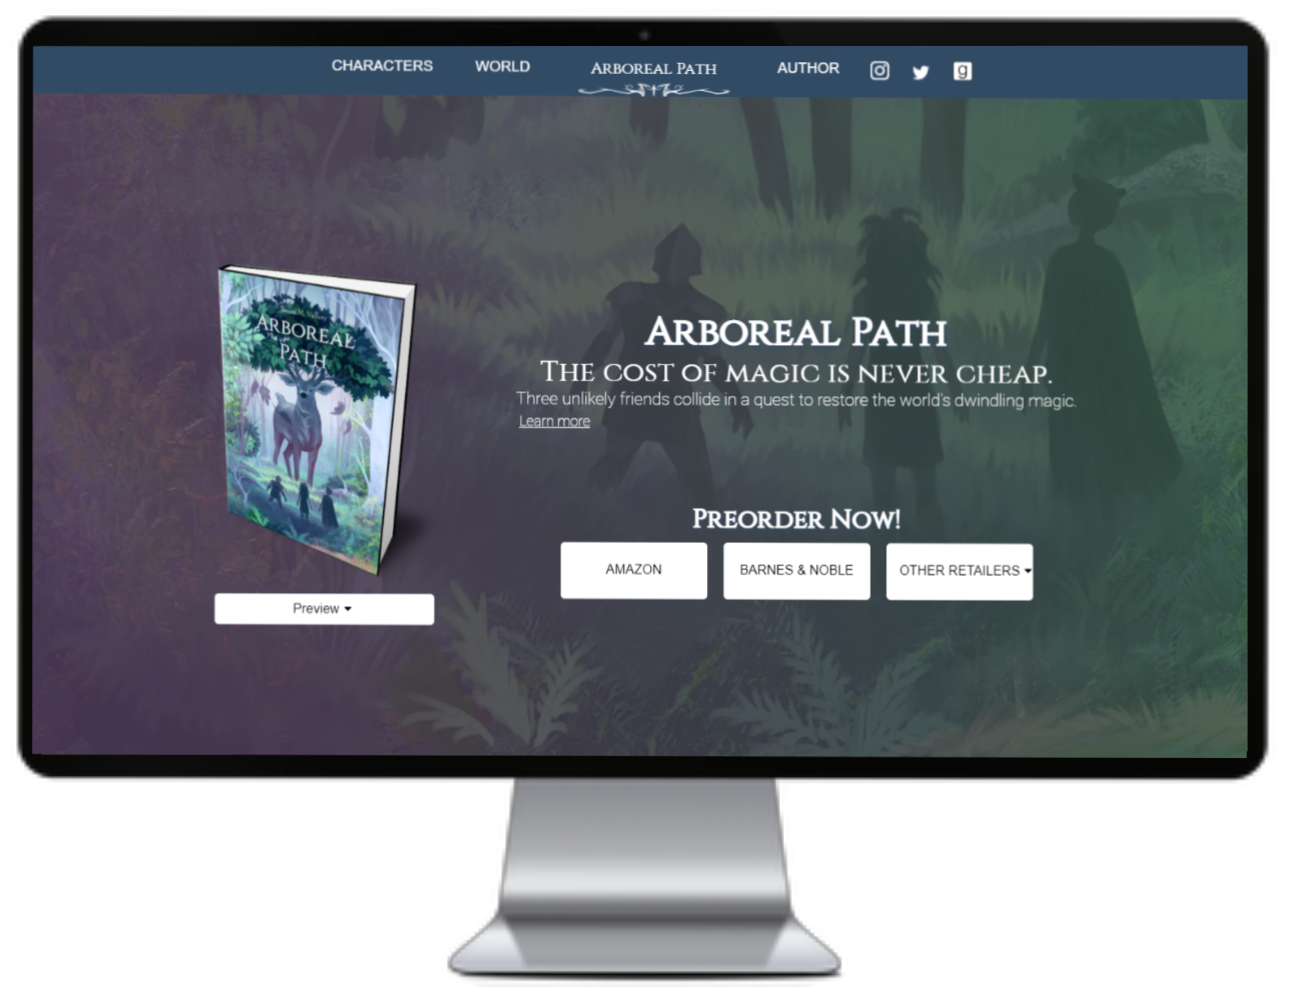 CHARACTERS
WORLD
ARBOREAL PATH
AUTHOR
g
ARBOREAL
PATH
ARBOREAL PATH
THE COST OF MAGIC IS NEVER CHEAP.
Three unlikely friends collide in a quest to restore the world's dwindling magic.
Learn more
PREORDER NOW!
AMAZON
BARNES & NOBLE
OTHER RETAILERS
Preview